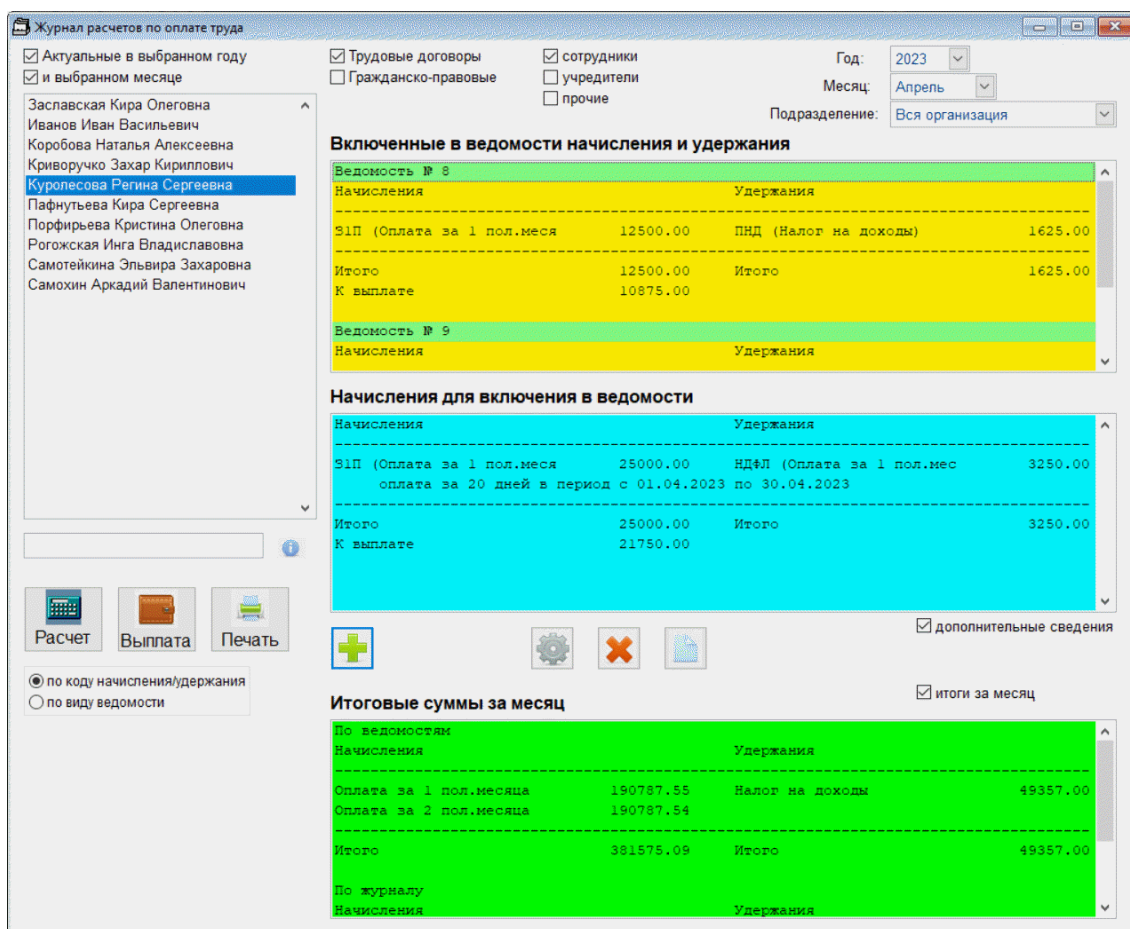 Журнал расчетов по оплате труда
Актуальные в выбранном году
и выбранном месяце
Трудовые договоры
Гражданско-правовые
сотрудники
учредители
прочие
Год: 2023
Месяц: Апрель
Подразделение: Вся организация
Заславская Кира Олеговна
Иванов Иван Васильевич
Коробова Наталья Алексеевна
Криворучко Захар Кириллович
Куролесова Регина Сергеевна
Пафнутьева Кира Сергеевна
Порфирьева Кристина Олеговна
Рогожская Инга Владиславовна
Самотейкина Эльвира Захаровна
Самохин Аркадий Валентинович
Расчет
Выплата
Печать
по коду начисления/удержания
по виду ведомости
Включенные в ведомости начисления и удержания
Ведомость № 8
Начисления Удержания
З1П (Оплата за 1 пол.меся 12500.00 ПНД (Налог на доходы) 1625.00
Итого 12500.00 Итого 1625.00
К выплате 10875.00
Ведомость № 9
Начисления Удержания
Начисления для включения в ведомости
Начисления Удержания
З1П (Оплата за 1 пол.меся 25000.00 НДФЛ (Оплата за 1 пол.мес 3250.00
оплата за 20 дней в период с 01.04.2023 по 30.04.2023
Итого 25000.00 Итого 3250.00
К выплате 21750.00
дополнительные сведения
итоги за месяц
Итоговые суммы за месяц
По ведомостям
Начисления Удержания
Оплата за 1 пол.месяца 190787.55 Налог на доходы 49357.00
Оплата за 2 пол.месяца 190787.54
Итого 381575.09 Итого 49357.00
По журналу
Начисления Удержания